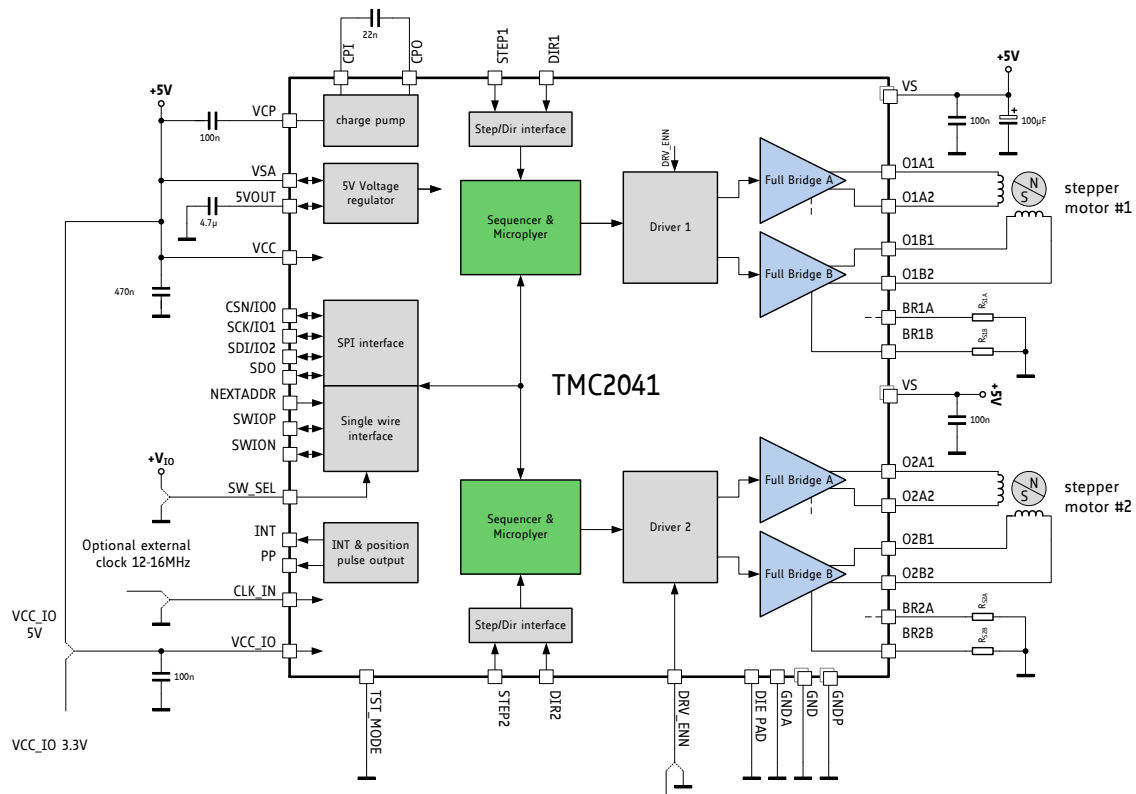 22n
CPI
CPO
STEP1
DIR1
+5V
VCP
100n
charge pump
Step/Dir interface
VSA
5VOUT
4.7µ
5V Voltage
regulator
VCC
470n
Sequencer &
Microplyer
DRV_ENN
Driver 1
Full Bridge A
Full Bridge B
VS
+5V
100n
100µF
+
O1A1
O1A2
O1B1
O1B2
N
S
stepper
motor #1
BR1A
BR1B
RS1A
RS1B
CSN/IO0
SCK/IO1
SDI/IO2
SDO
SPI interface
NEXTADDR
SWIOP
SWION
Single wire
interface
TMC2041
VS
+5V
100n
+VIO
SW_SEL
INT
PP
INT & position
pulse output
Optional external
clock 12-16MHz
CLK_IN
VCC_IO
5V
VCC_IO
100n
VCC_IO 3.3V
Sequencer &
Microplyer
Step/Dir interface
Driver 2
Full Bridge A
Full Bridge B
O2A1
O2A2
O2B1
O2B2
N
S
stepper
motor #2
BR2A
BR2B
RS2A
RS2B
TST_MODE
STEP2
DIR2
DRV_ENN
DIE PAD
GNDA
GND
GNDP